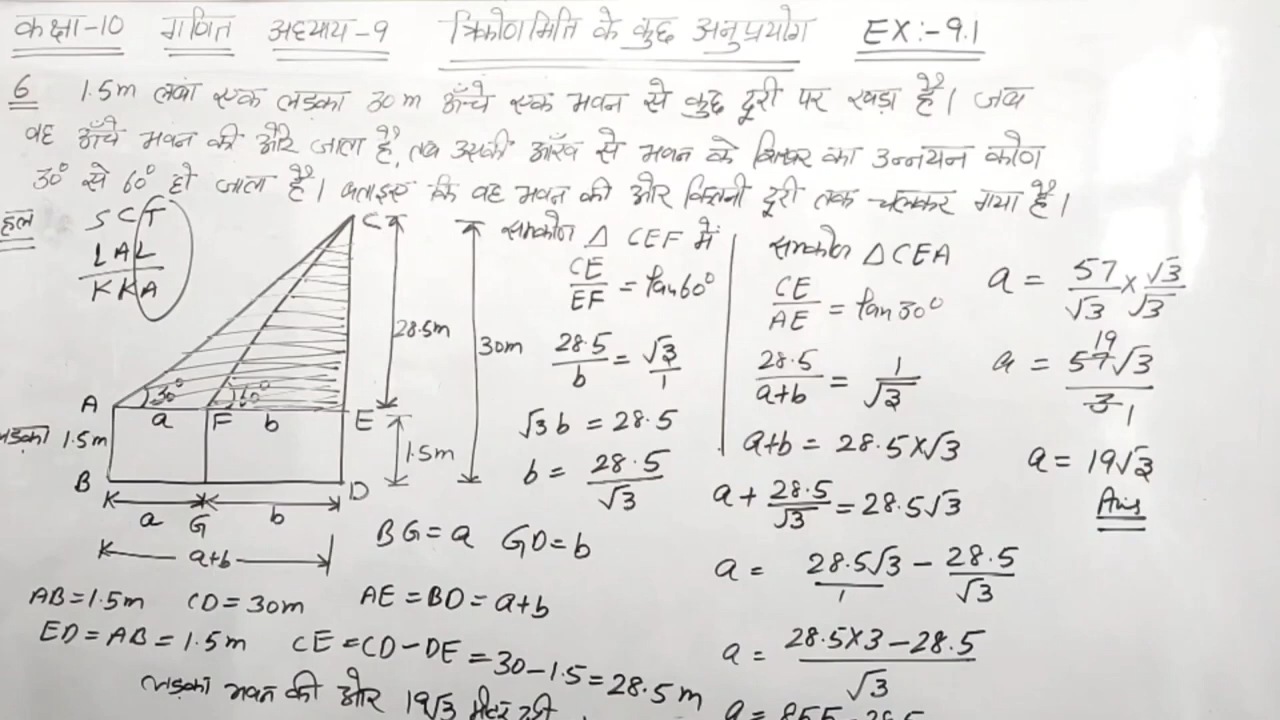 कक्षा-10 गणित अध्याय-9 त्रिकोणमिति के कुछ अनुप्रयोग EX:-9.1
6 1.5m लंबा एक लड़का 30m ऊँचे एक भवन से कुछ दूरी पर खड़ा है। जब
वह ऊँचे भवन की ओर जाता है, तब उसकी आँख से भवन के शिखर का उन्नयन कोण
30° से 60° हो जाता है। बताइए कि वह भवन की ओर कितनी दूरी तक चलकर गया है।
हल
S C T
L A L
K K A
C
28.5m
30m
A 30° 60°
a F b E
लड़का 1.5m
1.5m
B D
a G b
a+b
BG = a GD = b
AB = 1.5m CD = 30m AE = BD = a+b
ED = AB = 1.5m CE = CD - DE = 30 - 1.5 = 28.5 m
लड़का भवन की ओर 19√3 मीटर दूरी
समकोण △ CEF में
CE/EF = tan60°
28.5/b = √3/1
√3 b = 28.5
b = 28.5/√3
समकोण △ CEA
CE/AE = tan 30°
28.5/a+b = 1/√3
a+b = 28.5×√3
a + 28.5/√3 = 28.5√3
a = 28.5√3/1 - 28.5/√3
a = 28.5×3 - 28.5/√3
a = 57/√3 × √3/√3
19
a = 57√3/3 1
a = 19√3
Ans